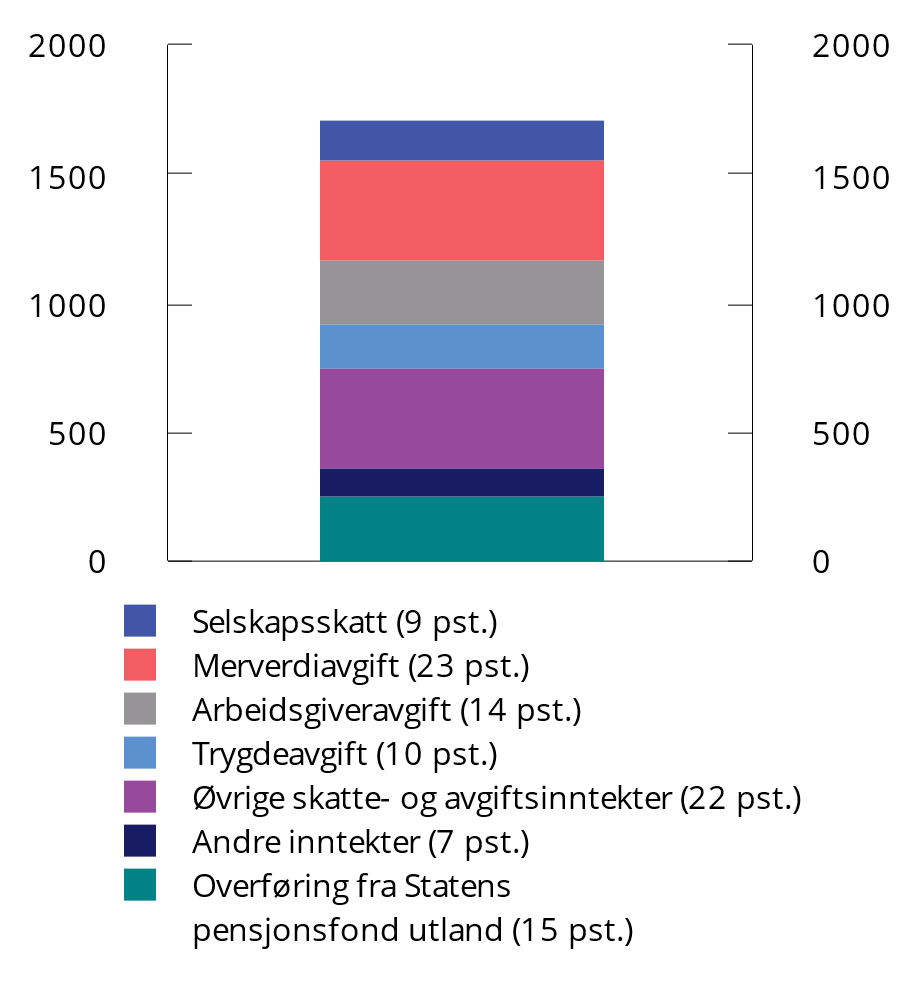 2000 2000
1500 1500
1000 1000
500 500
0 0
Selskapsskatt (9 pst.)
Merverdiavgift (23 pst.)
Arbeidsgiveravgift (14 pst.)
Trygdeavgift (10 pst.)
Øvrige skatte- og avgiftsinntekter (22 pst.)
Andre inntekter (7 pst.)
Overføring fra Statens
pensjonsfond utland (15 pst.)